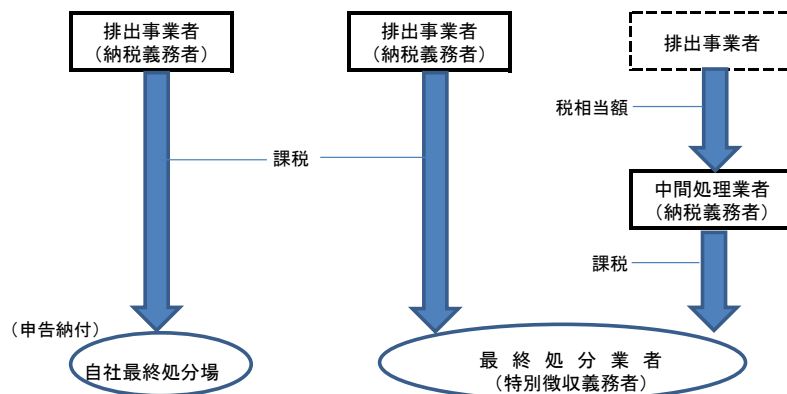 排出事業者
（納税義務者）
排出事業者
（納税義務者）
排出事業者
税相当額
課税
中間処理業者
（納税義務者）
課税
（申告納付）
自社最終処分場
最終処分業者
（特別徴収義務者）